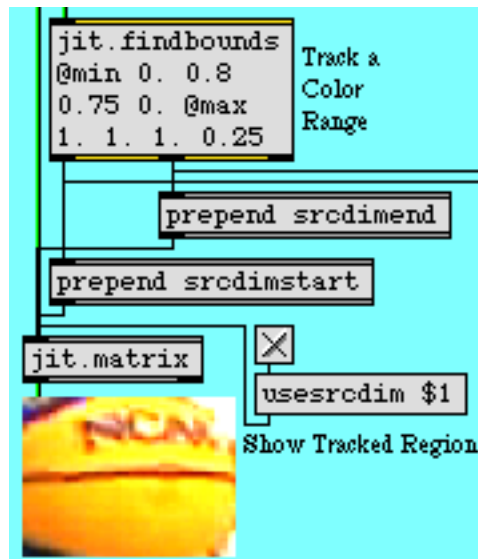 jit.findbounds
@min 0. 0.8
0.75 0. @max
1. 1. 1. 0.25
Track a
Color
Range
prepend srcdimend
prepend srcdimstart
jit.matrix
usesrcdim $1
Show Tracked Region